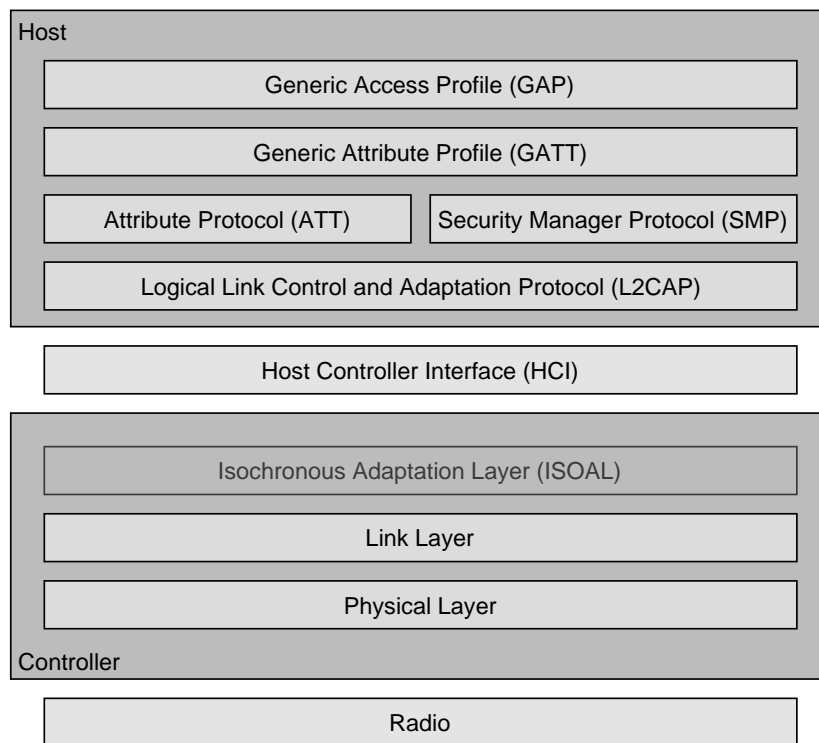 Host
Generic Access Profile (GAP)
Generic Attribute Profile (GATT)
Attribute Protocol (ATT)
Security Manager Protocol (SMP)
Logical Link Control and Adaptation Protocol (L2CAP)
Host Controller Interface (HCI)
Isochronous Adaptation Layer (ISOAL)
Link Layer
Physical Layer
Controller
Radio